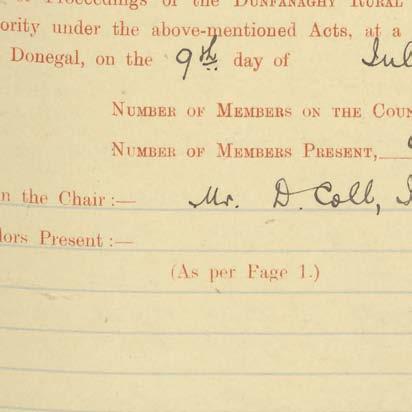 of Proceedings of the DUNFANAGHY RURAL
ority under the above-mentioned Acts, at a
Donegal, on the 9th day of Jul
NUMBER OF MEMBERS ON THE COUN
NUMBER OF MEMBERS PRESENT,
n the Chair:— Mr. D. Coll,
lors Present:—
(As per Page 1.)